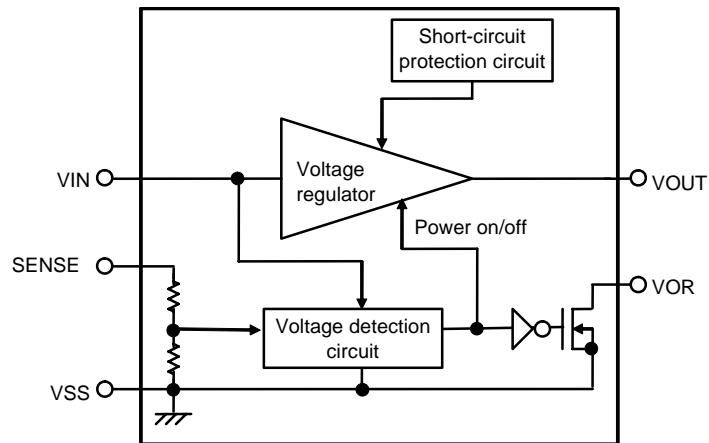 Short-circuit
protection circuit
Voltage
regulator
VIN
VOUT
Power on/off
SENSE
VOR
Voltage detection
circuit
VSS